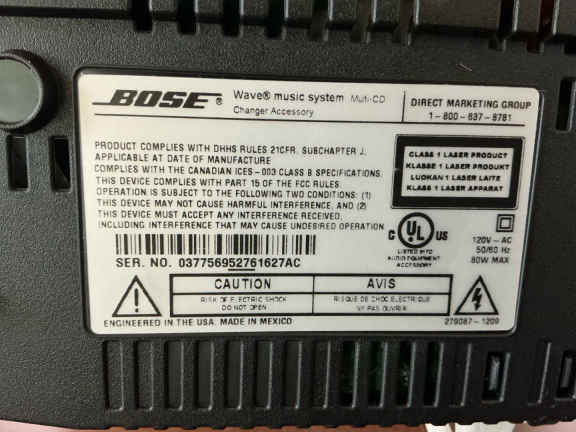 BOSE® Wave® music system Multi-CD
Changer Accessory
DIRECT MARKETING GROUP
1-800-637-8781
PRODUCT COMPLIES WITH DHHS RULES 21CFR, SUBCHAPTER J,
APPLICABLE AT DATE OF MANUFACTURE
COMPLIES WITH THE CANADIAN ICES-003 CLASS B SPECIFICATIONS.
THIS DEVICE COMPLIES WITH PART 15 OF THE FCC RULES
OPERATION IS SUBJECT TO THE FOLLOWING TWO CONDITIONS: (1)
THIS DEVICE MAY NOT CAUSE HARMFUL INTERFERENCE, AND (2)
THIS DEVICE MUST ACCEPT ANY INTERFERENCE RECEIVED,
INCLUDING INTERFERENCE THAT MAY CAUSE UNDESIRED OPERATION
CLASS 1 LASER PRODUCT
KLASSE 1 LASER PRODUKT
LUOKAN 1 LASER LAITE
KLASS 1 LASER APPARAT
C UL US
LISTED 117D
AUDIO EQUIPMENT
ACCESSORY
120V - AC
50/60 Hz
80W MAX
SER. NO. 037756952761627AC
CAUTION
RISK OF ELECTRIC SHOCK
DO NOT OPEN
AVIS
RISQUE DE CHOC ELECTRIQUE
NE PAS OUVRIR
ENGINEERED IN THE USA. MADE IN MEXICO
279087-1209